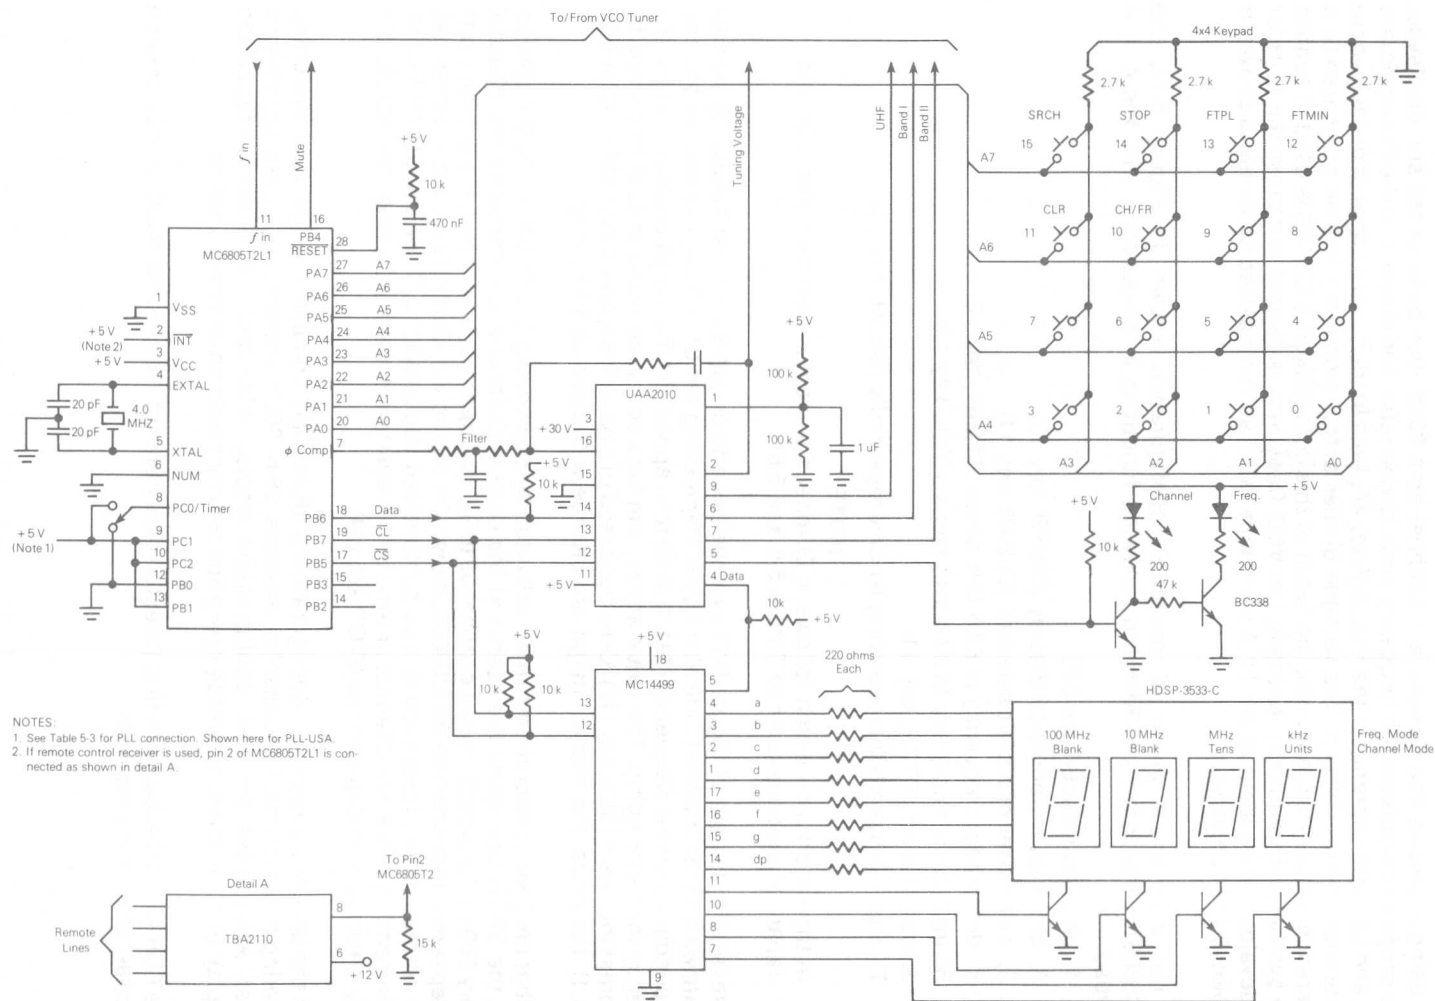 To/From VCO Tuner
4x4 Keypad
2.7 k
2.7 k
2.7 k
2.7 k
f in
Mute
Tuning Voltage
UHF
Band I
Band II
SRCH
STOP
FTPL
FTMIN
15
14
13
12
A7
CLR
CH/FR
11
10
9
8
A6
7
6
5
4
A5
3
2
1
0
A4
A3
A2
A1
A0
+5 V
10 k
470 nF
11
16
f in
PB4
MC6805T2L1
RESET
28
PA7
27
A7
PA6
26
A6
PA5
25
A5
PA4
24
A4
PA3
23
A3
PA2
22
A2
PA1
21
A1
PA0
20
A0
φ Comp
7
1
VSS
+5 V
(Note 2)
2
INT
+5 V
3
VCC
4
EXTAL
20 pF
20 pF
4.0
MHZ
5
XTAL
6
NUM
8
PC0/Timer
+5 V
(Note 1)
9
PC1
10
PC2
12
PB0
13
PB1
PB6
18
Data
PB7
19
CL
PB5
17
CS
PB3
15
PB2
14
Filter
+5 V
10 k
UAA2010
+30 V
3
16
15
14
13
12
+5 V
11
1
2
9
6
7
5
4 Data
+5 V
100 k
100 k
1 uF
10k
+5 V
+5 V
10 k
Channel
Freq.
+5 V
200
200
47 k
BC338
+5 V
10 k
10 k
+5 V
18
MC14499
13
12
5
4
a
3
b
2
c
1
d
17
e
16
f
15
g
14
dp
11
10
8
7
9
220 ohms
Each
HDSP-3533-C
100 MHz
Blank
10 MHz
Blank
MHz
Tens
kHz
Units
Freq. Mode
Channel Mode
NOTES:
1. See Table 5-3 for PLL connection. Shown here for PLL-USA.
2. If remote control receiver is used, pin 2 of MC6805T2L1 is con-
nected as shown in detail A.
Detail A
To Pin2
MC6805T2
Remote
Lines
TBA2110
8
6
15 k
+12 V